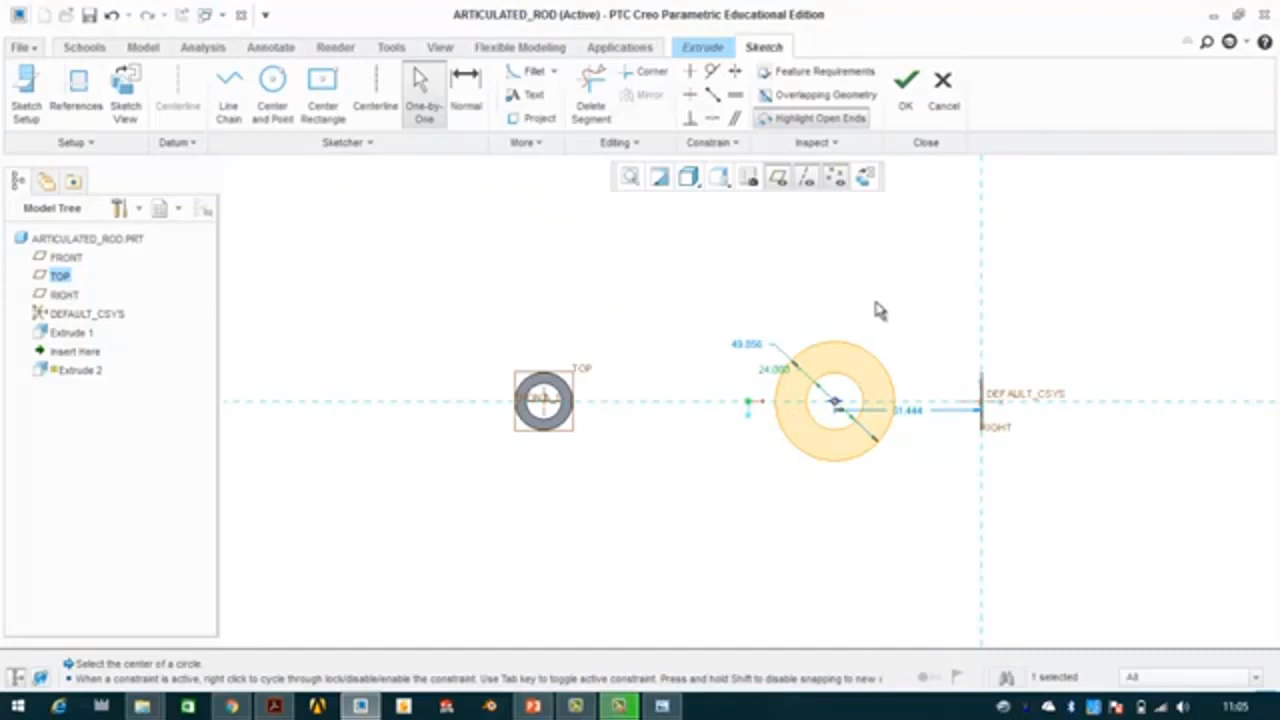 ARTICULATED_ROD (Active) - PTC Creo Parametric Educational Edition
File Schools Model Analysis Annotate Render Tools View Flexible Modeling Applications Extrude Sketch
Sketch Setup References Sketch View Centerline Line Chain Center and Point Center Rectangle Centerline One-by-One Normal Fillet Text Project Delete Segment Corner Mirror Feature Requirements Overlapping Geometry Highlight Open Ends OK Cancel
Setup Datum Sketcher More Editing Constrain Inspect Close
Model Tree
ARTICULATED_ROD.PRT
FRONT
TOP
RIGHT
DEFAULT_CSYS
Extrude 1
Insert Here
Extrude 2
TOP
49.056
24.000
DEFAULT_CSYS
RIGHT
Select the center of a circle.
When a constraint is active, right click to cycle through lock/disable/enable the constraint. Use Tab key to toggle active constraint. Press and hold Shift to disable snapping to new
1 selected
All
11:05